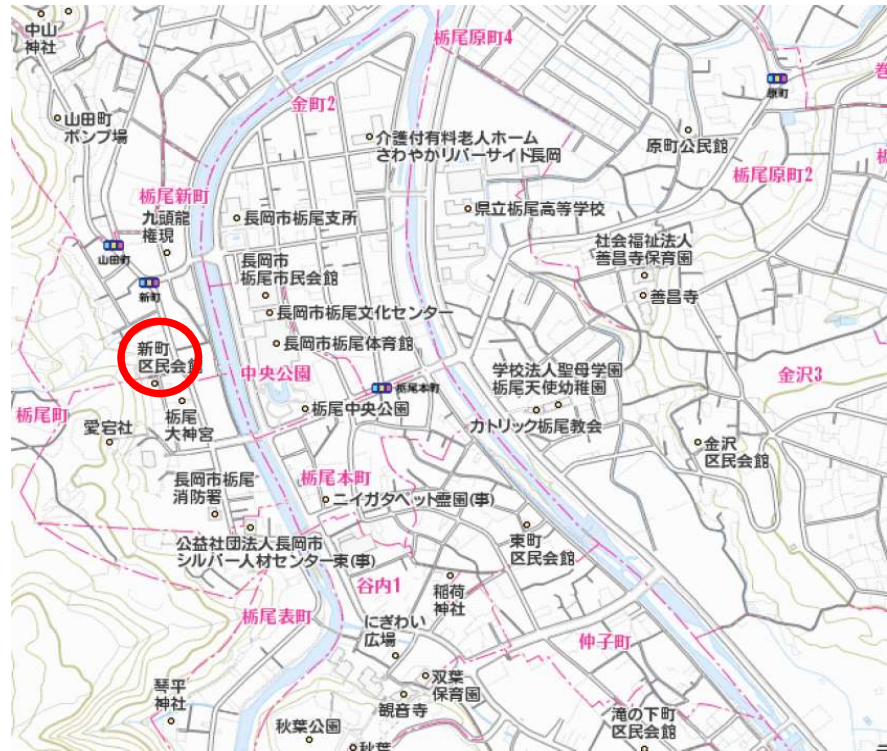 中山
神社
栃尾原町4
巻
原町
金町2
山田町
ポンプ場
介護付有料老人ホーム
さわやかリバーサイド長岡
原町公民館
栃尾原町2
栃尾新町
九頭龍
権現
長岡市栃尾支所
県立栃尾高等学校
社会福祉法人
善昌寺保育園
山田町
長岡市
栃尾市民会館
新町
善昌寺
長岡市栃尾文化センター
新町
区民会館
長岡市栃尾体育館
中央公園
学校法人聖母学園
栃尾天使幼稚園
金沢3
栃尾本町
栃尾町
栃尾
大神宮
栃尾中央公園
カトリック栃尾教会
愛宕社
金沢
区民会館
長岡市栃尾
消防署
栃尾本町
ニイガタペット霊園(事)
公益社団法人長岡市
シルバー人材センター東(事)
東町
区民会館
谷内1
稲荷
神社
栃尾表町
にぎわい
広場
仲子町
双葉
保育園
琴平
神社
観音寺
滝の下町
区民会館
秋葉公園
秋葉